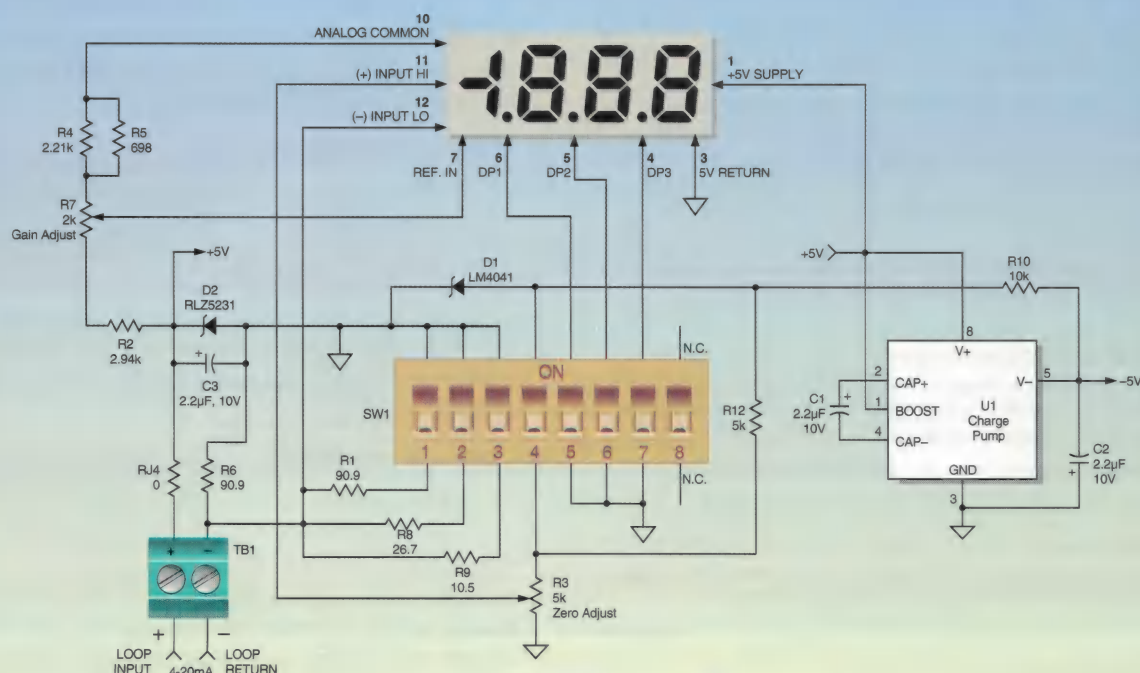 10
ANALOG COMMON
11
(+) INPUT HI
12
(–) INPUT LO
1
+5V SUPPLY
7
REF. IN
6
DP1
5
DP2
4
DP3
3
5V RETURN
R4
2.21k
R5
698
R7
2k
Gain Adjust
+5V
D2
RLZ5231
D1
LM4041
+5V
R10
10k
R2
2.94k
+
C3
2.2µF, 10V
N.C.
ON
SW1
1 2 3 4 5 6 7 8
N.C.
R12
5k
8
V+
2
CAP+
1
BOOST
4
CAP–
V–
5
–5V
U1
Charge
Pump
GND
3
C1
2.2µF
10V
+
C2
2.2µF
10V
+
RJ4
0
R6
90.9
R1
90.9
R8
26.7
R9
10.5
R3
5k
Zero Adjust
+ –
TB1
+ –
LOOP
INPUT
4-20mA
LOOP
RETURN